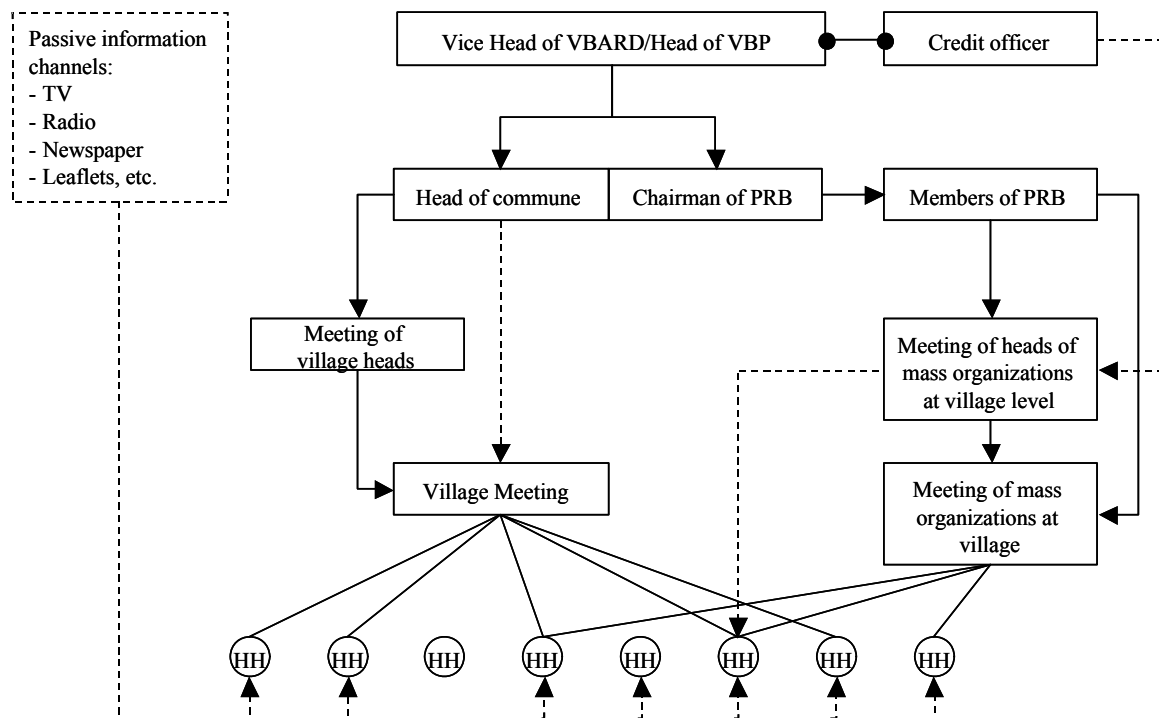 Passive information
channels:
- TV
- Radio
- Newspaper
- Leaflets, etc.
Vice Head of VBARD/Head of VBP
Credit officer
Head of commune
Chairman of PRB
Members of PRB
Meeting of
village heads
Meeting of heads of
mass organizations
at village level
Village Meeting
Meeting of mass
organizations at
village
HH
HH
HH
HH
HH
HH
HH
HH